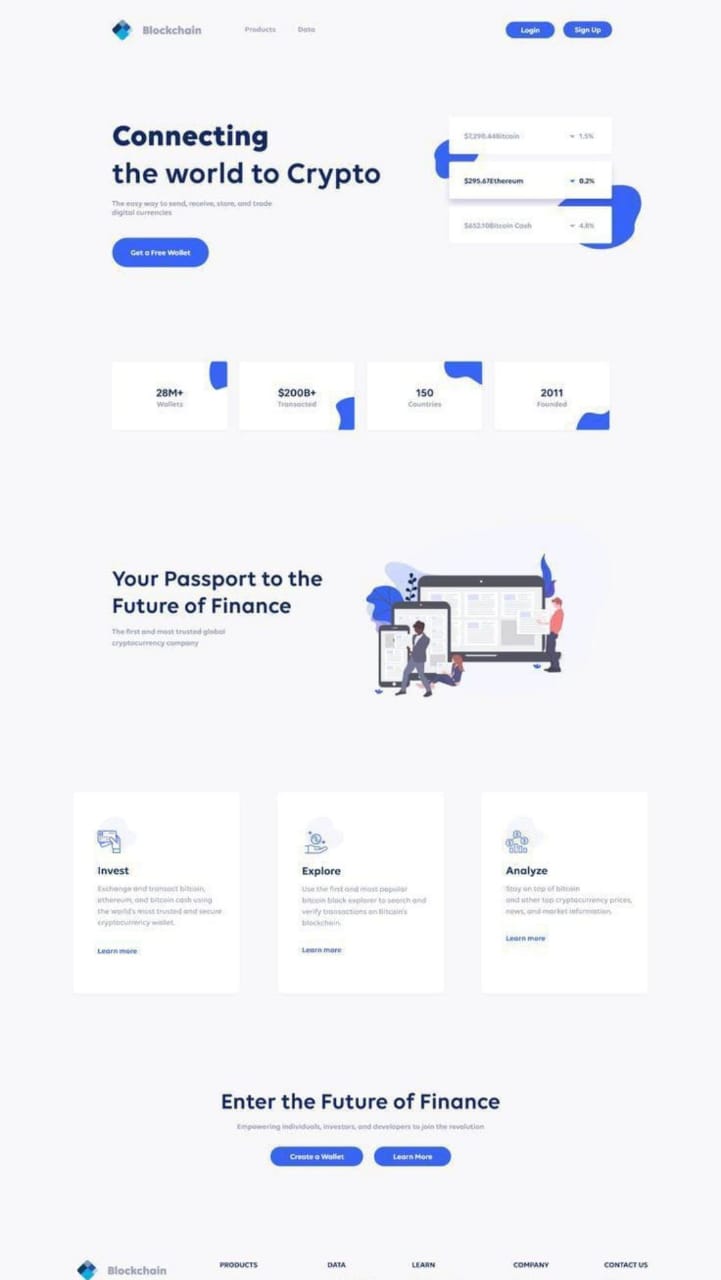 Blockchain
Products
Data
Login
Sign Up
Connecting
the world to Crypto
The easy way to send, receive, store, and trade
digital currencies
Get a Free Wallet
$7,290.44Bitcoin
1.5%
$295.67Ethereum
0.2%
$652.10Bitcoin Cash
4.8%
28M+
Wallets
$200B+
Transacted
150
Countries
2011
Founded
Your Passport to the
Future of Finance
The first and most trusted global
cryptocurrency company
Invest
Exchange and transact bitcoin,
ethereum, and bitcoin cash using
the world's most trusted and secure
cryptocurrency wallet.
Learn more
Explore
Use the first and most popular
bitcoin block explorer to search and
verify transactions on Bitcoin's
blockchain.
Learn more
Analyze
Stay on top of bitcoin
and other top cryptocurrency prices,
news, and market information.
Learn more
Enter the Future of Finance
Empowering individuals, investors, and developers to join the revolution
Create a Wallet
Learn More
Blockchain
PRODUCTS
DATA
LEARN
COMPANY
CONTACT US